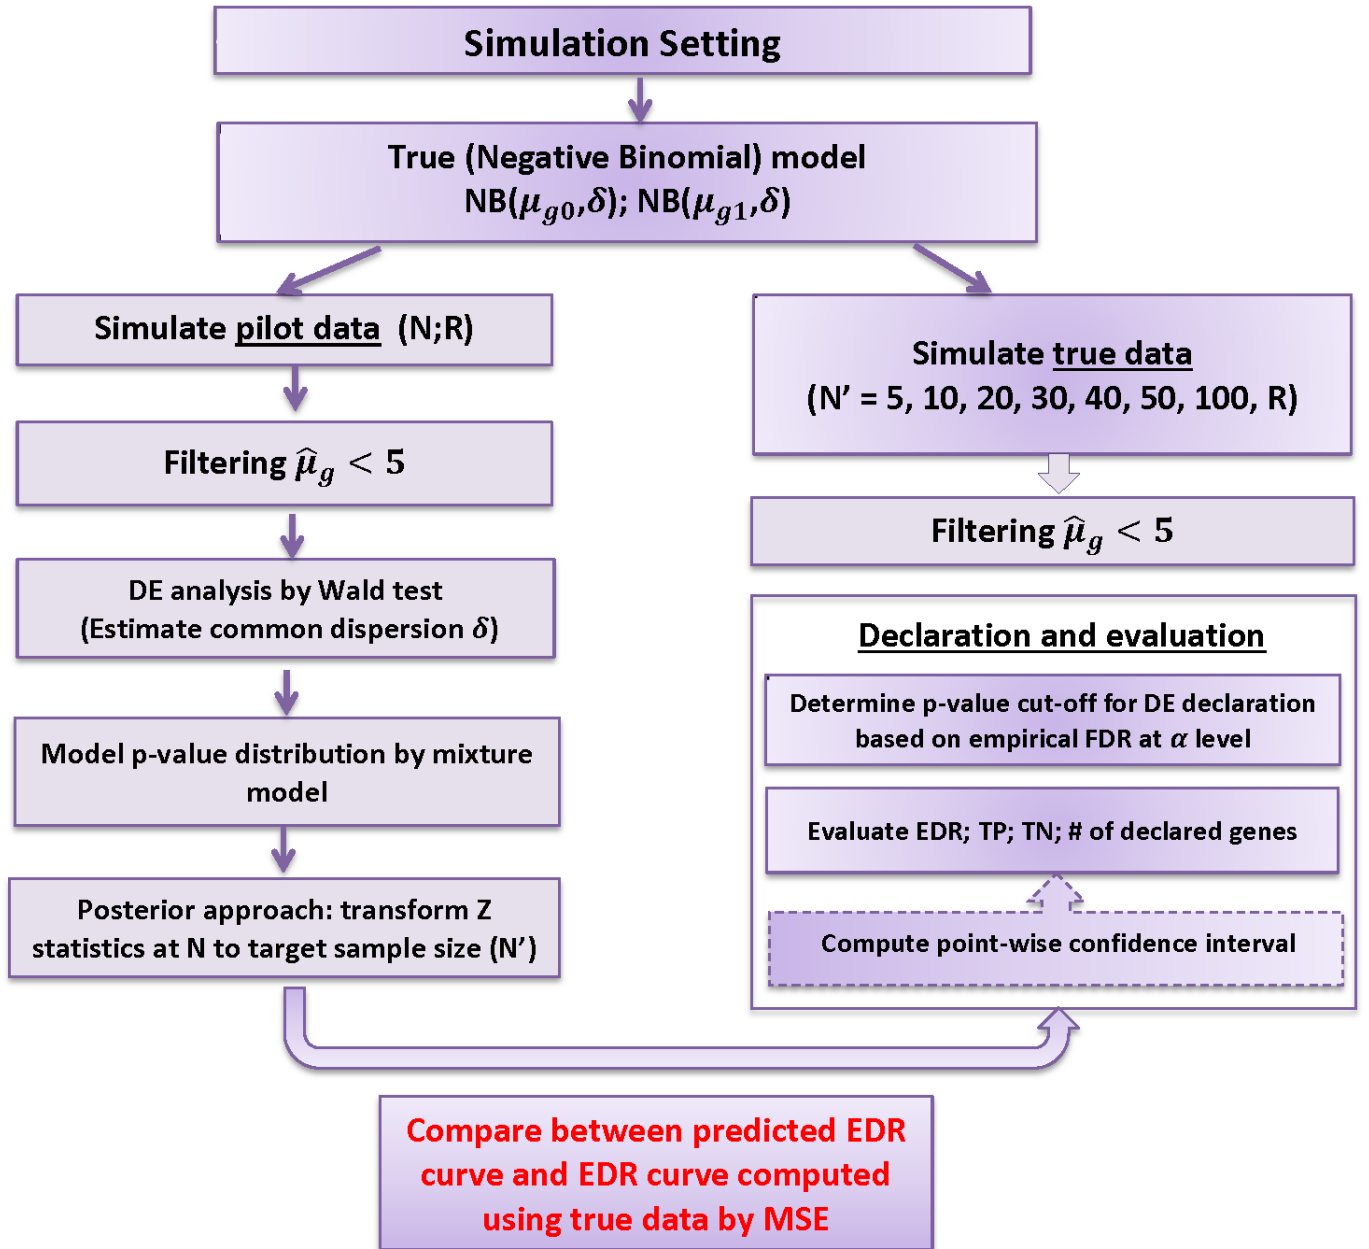 Simulation Setting
True (Negative Binomial) model
NB(μg0,δ); NB(μg1,δ)
Simulate pilot data (N;R)
Filtering μ̂g < 5
DE analysis by Wald test
(Estimate common dispersion δ)
Model p-value distribution by mixture
model
Posterior approach: transform Z
statistics at N to target sample size (N’)
Simulate true data
(N’ = 5, 10, 20, 30, 40, 50, 100, R)
Filtering μ̂g < 5
Declaration and evaluation
Determine p-value cut-off for DE declaration
based on empirical FDR at α level
Evaluate EDR; TP; TN; # of declared genes
Compute point-wise confidence interval
Compare between predicted EDR
curve and EDR curve computed
using true data by MSE